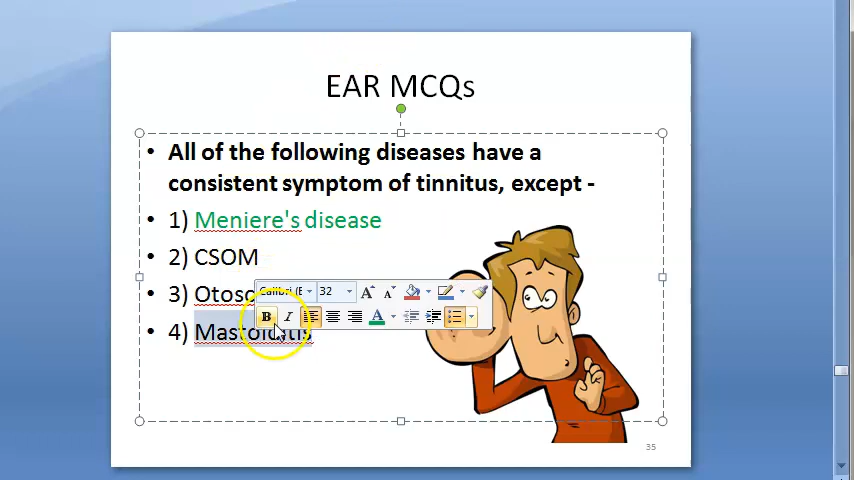 EAR MCQs
• All of the following diseases have a
consistent symptom of tinnitus, except -
• 1) Meniere's disease
• 2) CSOM
Calibri (E 32 A A
• 3) Otosc
B I A
• 4) Mastoiditis
35